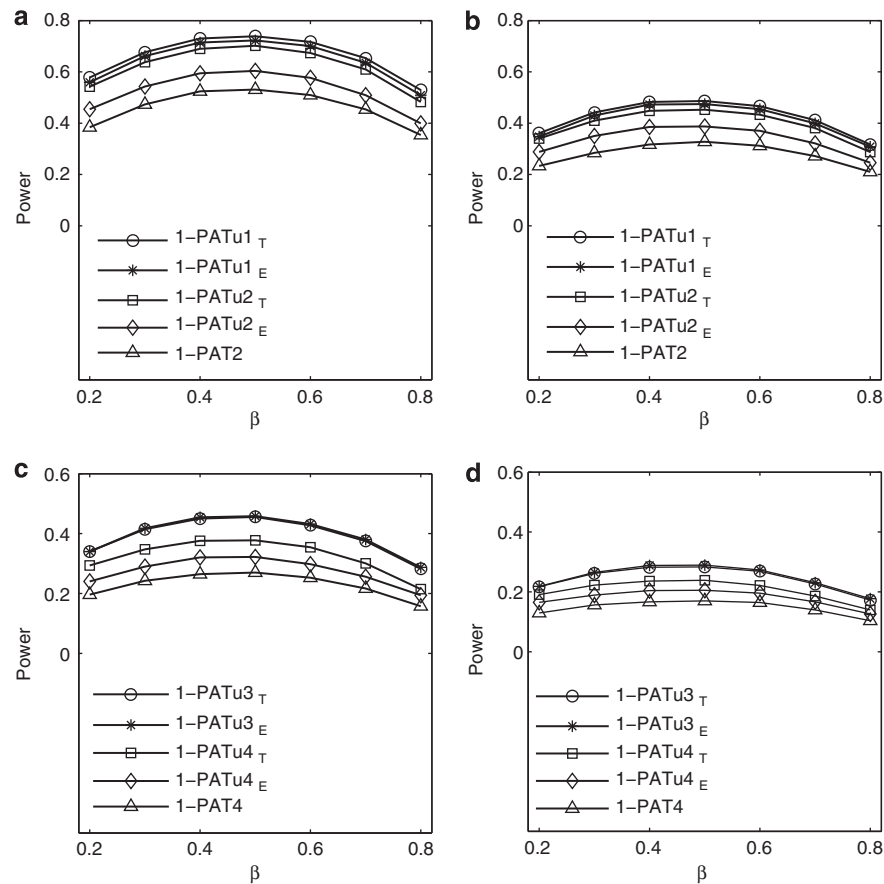 a
0.8
0.6
0.4
0.2
0
Power
1−PATu1 T
1−PATu1 E
1−PATu2 T
1−PATu2 E
1−PAT2
0.2 0.4 0.6 0.8
β
b
0.8
0.6
0.4
0.2
0
Power
1−PATu1 T
1−PATu1 E
1−PATu2 T
1−PATu2 E
1−PAT2
0.2 0.4 0.6 0.8
β
c
0.6
0.4
0.2
0
Power
1−PATu3 T
1−PATu3 E
1−PATu4 T
1−PATu4 E
1−PAT4
0.2 0.4 0.6 0.8
β
d
0.6
0.4
0.2
0
Power
1−PATu3 T
1−PATu3 E
1−PATu4 T
1−PATu4 E
1−PAT4
0.2 0.4 0.6 0.8
β